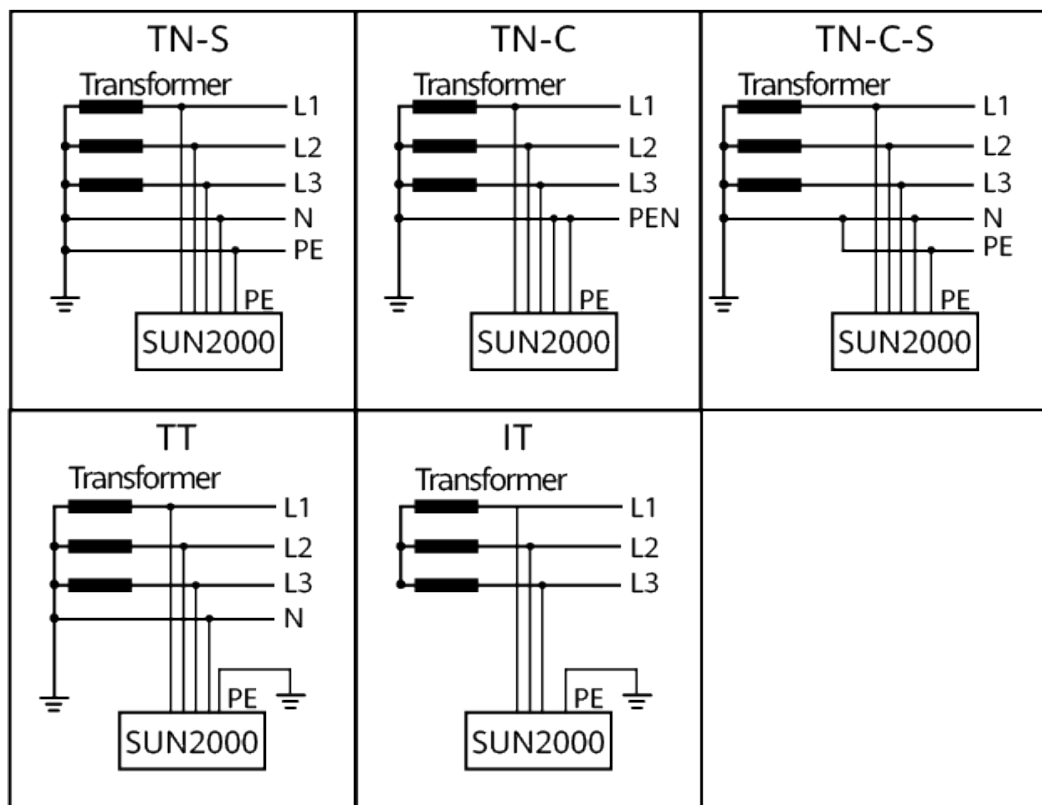 TN-S
Transformer
L1
L2
L3
N
PE
PE
SUN2000
TN-C
Transformer
L1
L2
L3
PEN
PE
SUN2000
TN-C-S
Transformer
L1
L2
L3
N
PE
PE
SUN2000
TT
Transformer
L1
L2
L3
N
PE
SUN2000
IT
Transformer
L1
L2
L3
PE
SUN2000